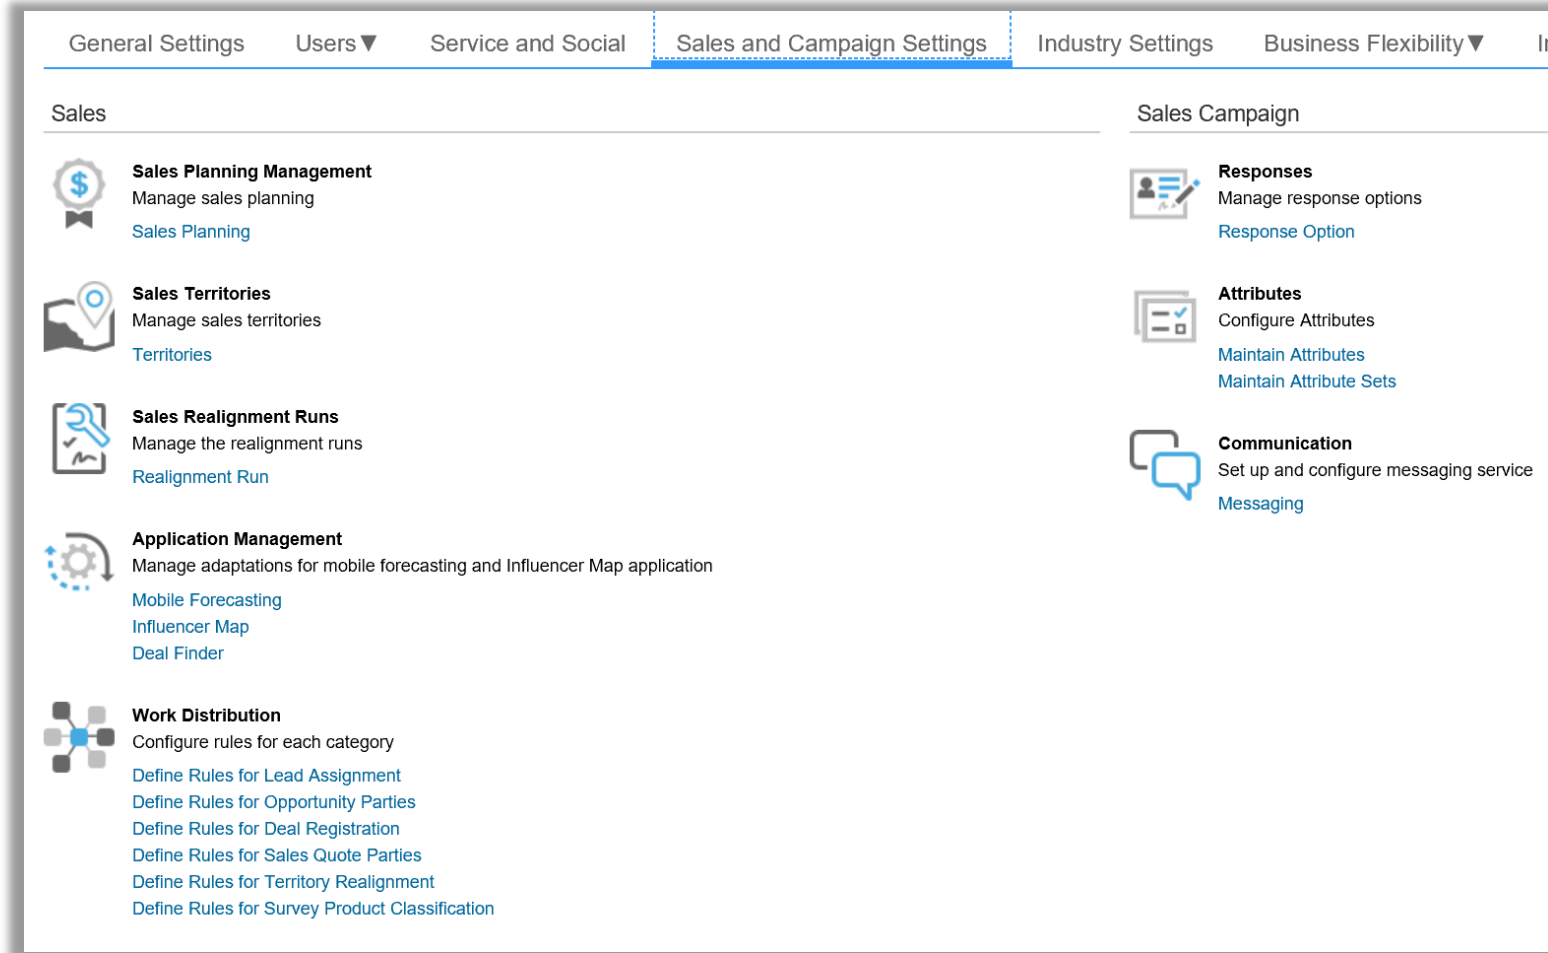 General Settings Users▼ Service and Social Sales and Campaign Settings Industry Settings Business Flexibility▼
Sales
Sales Planning Management
Manage sales planning
Sales Planning
Sales Territories
Manage sales territories
Territories
Sales Realignment Runs
Manage the realignment runs
Realignment Run
Application Management
Manage adaptations for mobile forecasting and Influencer Map application
Mobile Forecasting
Influencer Map
Deal Finder
Work Distribution
Configure rules for each category
Define Rules for Lead Assignment
Define Rules for Opportunity Parties
Define Rules for Deal Registration
Define Rules for Sales Quote Parties
Define Rules for Territory Realignment
Define Rules for Survey Product Classification
Sales Campaign
Responses
Manage response options
Response Option
Attributes
Configure Attributes
Maintain Attributes
Maintain Attribute Sets
Communication
Set up and configure messaging service
Messaging